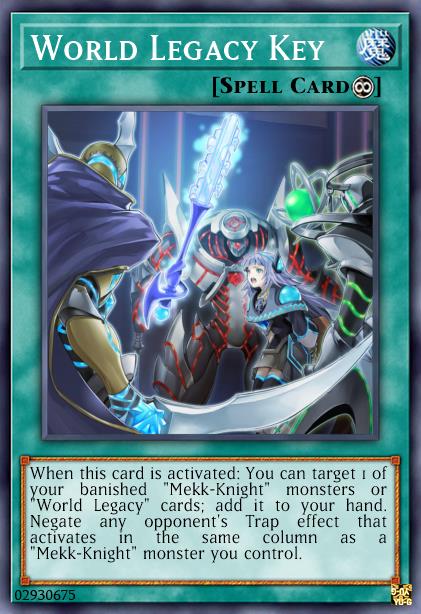 WORLD LEGACY KEY
魔
[SPELL CARD]
When this card is activated: You can target 1 of
your banished "Mekk-Knight" monsters or
"World Legacy" cards; add it to your hand.
Negate any opponent's Trap effect that
activates in the same column as a
"Mekk-Knight" monster you control.
02930675